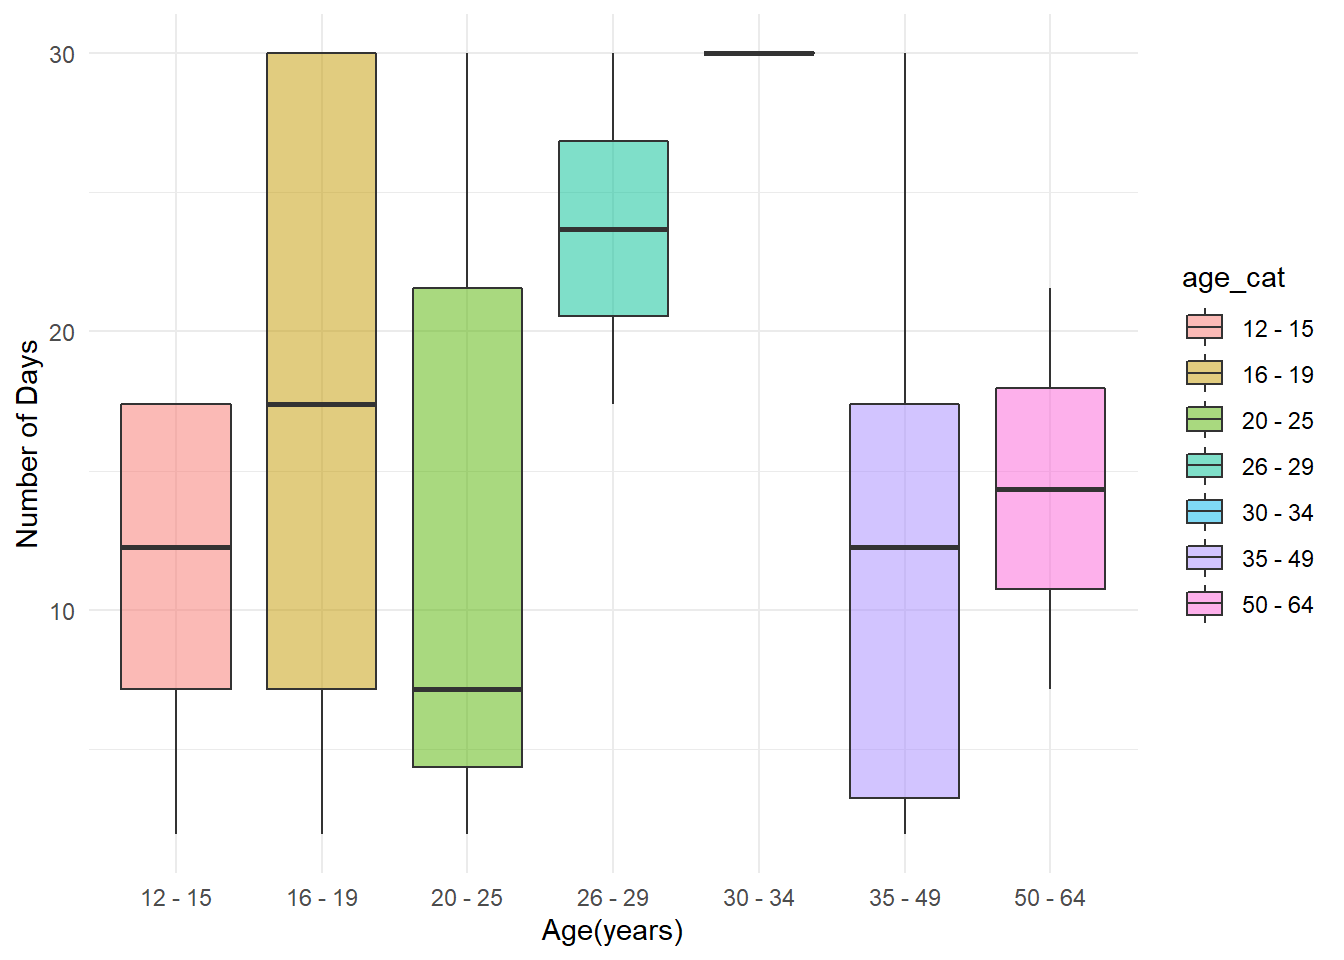 30
20
10
Number of Days
12 - 15
16 - 19
20 - 25
26 - 29
30 - 34
35 - 49
50 - 64
Age(years)
age_cat
12 - 15
16 - 19
20 - 25
26 - 29
30 - 34
35 - 49
50 - 64